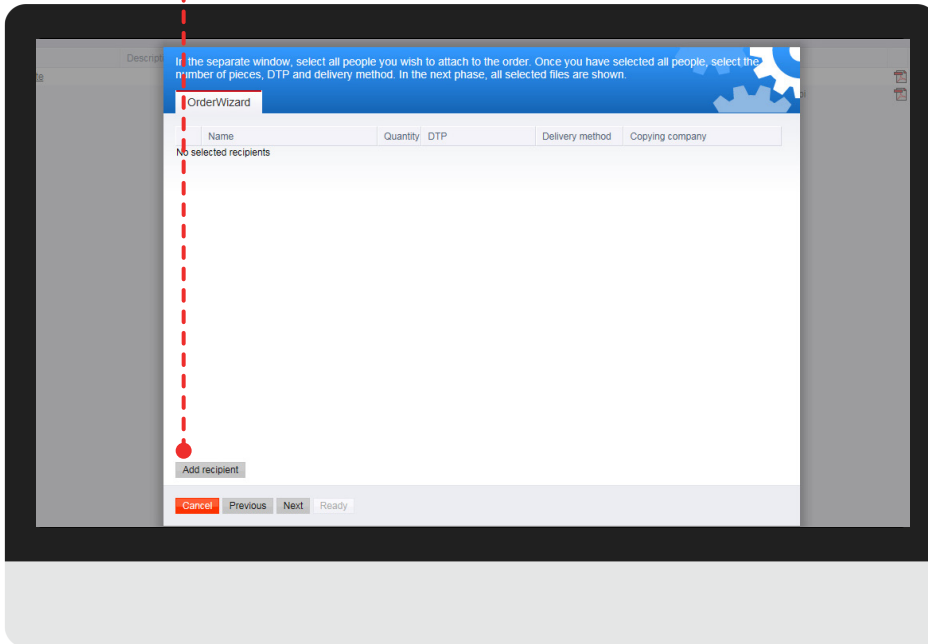 Descript
In the separate window, select all people you wish to attach to the order. Once you have selected all people, select the
number of pieces, DTP and delivery method. In the next phase, all selected files are shown.
OrderWizard
Name Quantity DTP Delivery method Copying company
No selected recipients
Add recipient
Cancel Previous Next Ready